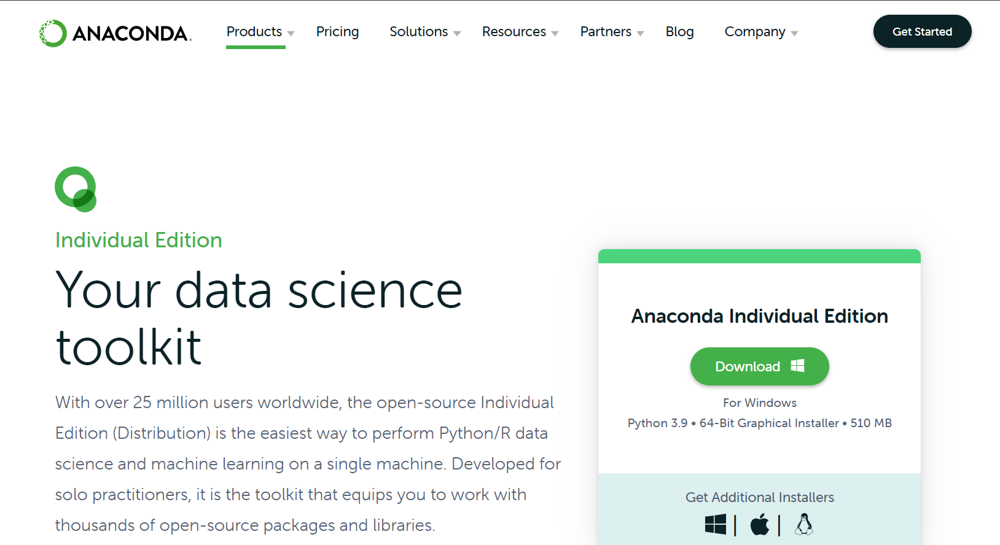 ANACONDA.
Products
Pricing
Solutions
Resources
Partners
Blog
Company
Get Started
Individual Edition
Your data science
toolkit
With over 25 million users worldwide, the open-source Individual
Edition (Distribution) is the easiest way to perform Python/R data
science and machine learning on a single machine. Developed for
solo practitioners, it is the toolkit that equips you to work with
thousands of open-source packages and libraries.
Anaconda Individual Edition
Download
For Windows
Python 3.9 • 64-Bit Graphical Installer • 510 MB
Get Additional Installers
| |